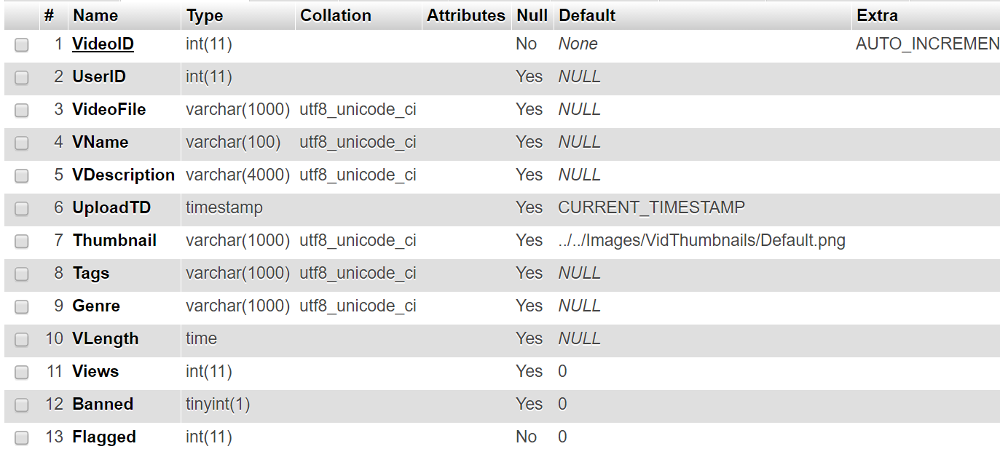 # Name Type Collation Attributes Null Default Extra
1 VideoID int(11) No None AUTO_INCREMEN
2 UserID int(11) Yes NULL
3 VideoFile varchar(1000) utf8_unicode_ci Yes NULL
4 VName varchar(100) utf8_unicode_ci Yes NULL
5 VDescription varchar(4000) utf8_unicode_ci Yes NULL
6 UploadTD timestamp Yes CURRENT_TIMESTAMP
7 Thumbnail varchar(1000) utf8_unicode_ci Yes ../../Images/VidThumbnails/Default.png
8 Tags varchar(1000) utf8_unicode_ci Yes NULL
9 Genre varchar(1000) utf8_unicode_ci Yes NULL
10 VLength time Yes NULL
11 Views int(11) Yes 0
12 Banned tinyint(1) Yes 0
13 Flagged int(11) No 0